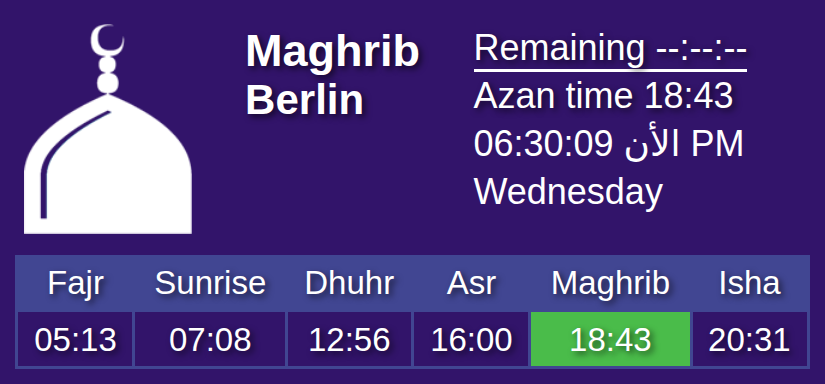 Maghrib
Berlin
Remaining --:--:--
Azan time 18:43
06:30:09 الأن PM
Wednesday
Fajr Sunrise Dhuhr Asr Maghrib Isha
05:13 07:08 12:56 16:00 18:43 20:31